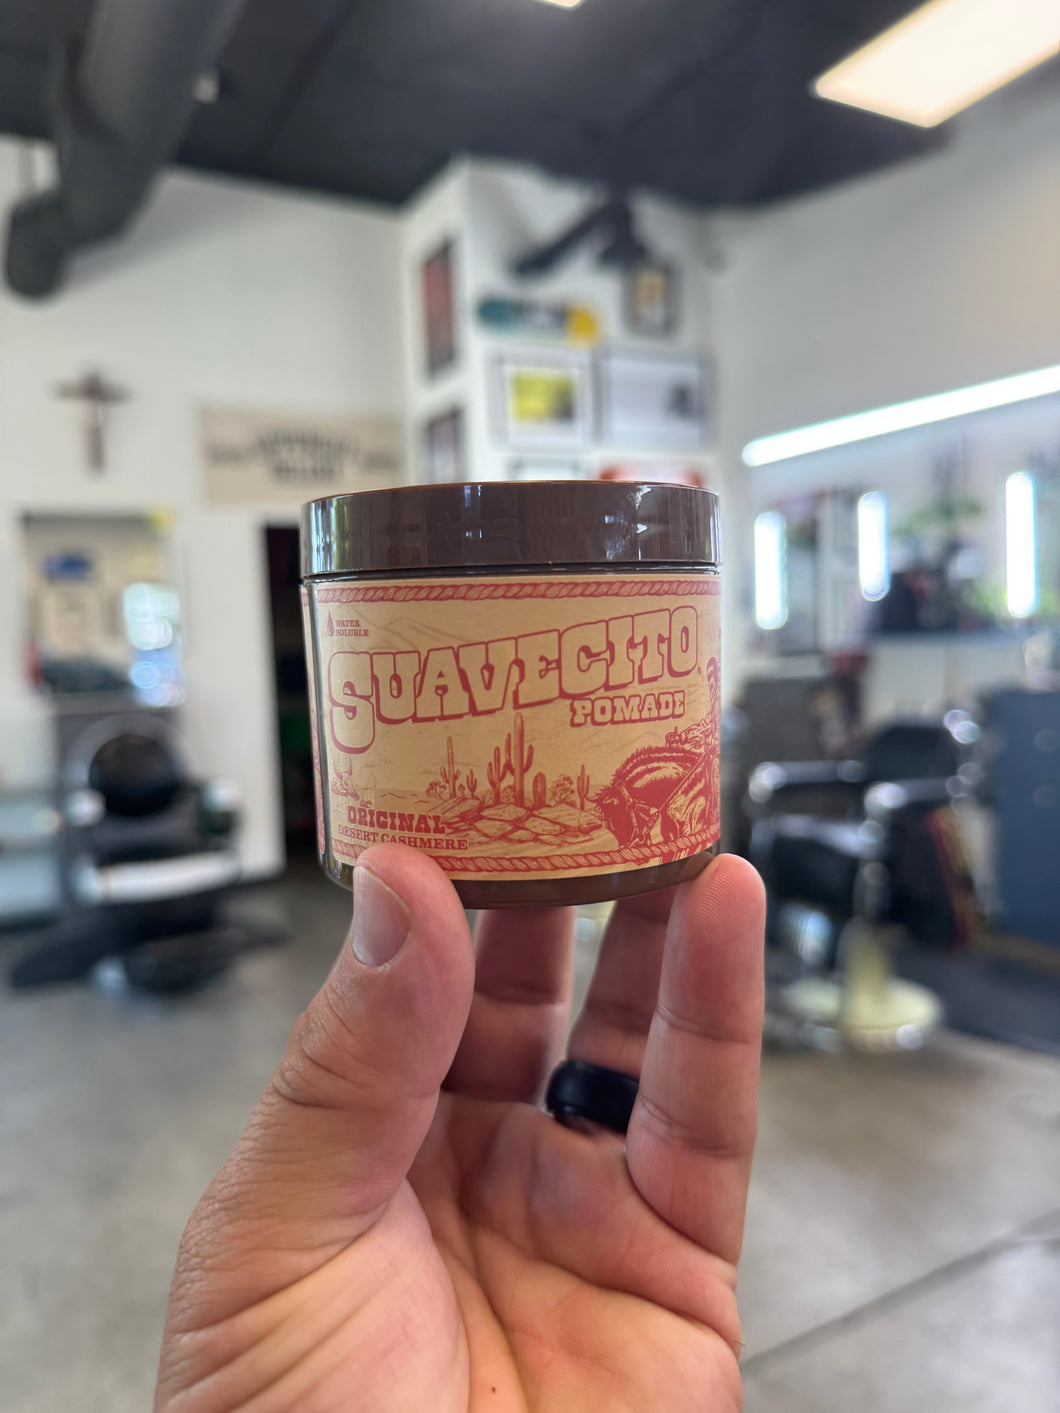 WATER
SOLUBLE
SUAVECITO
POMADE
ORIGINAL
DESERT CASHMERE